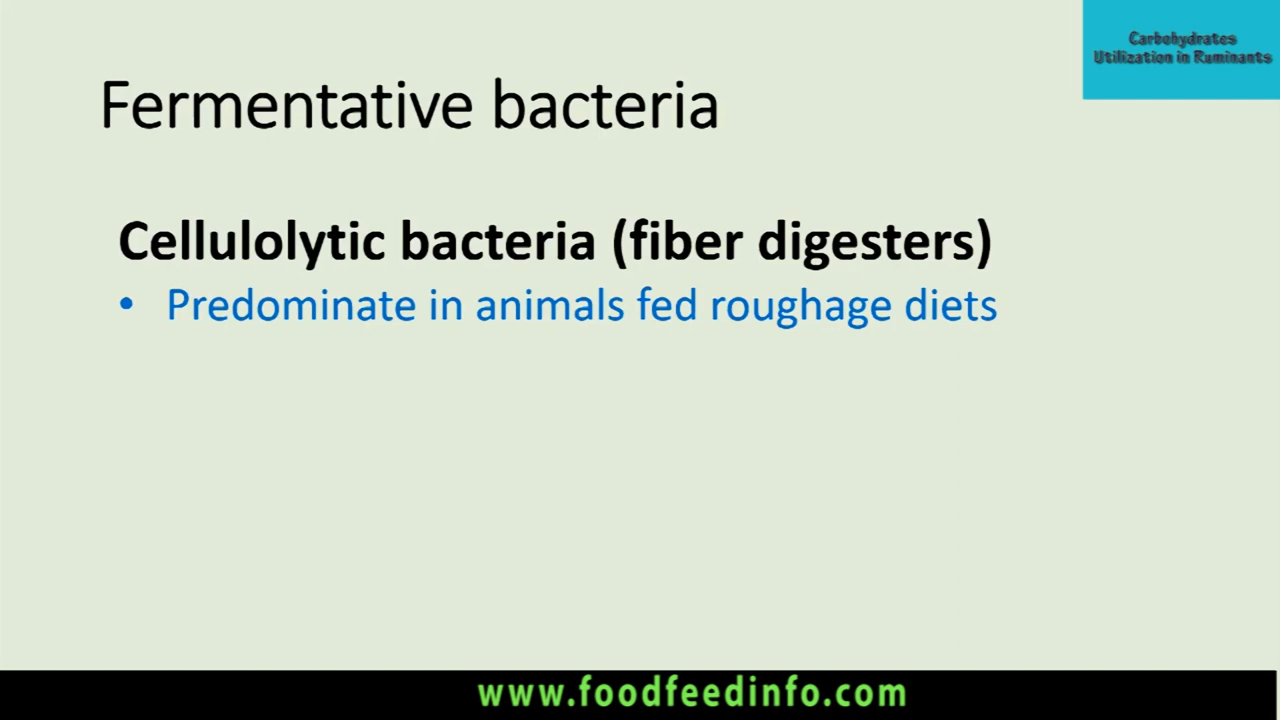 Carbohydrates
Utilization in Ruminants
Fermentative bacteria
Cellulolytic bacteria (fiber digesters)
• Predominate in animals fed roughage diets
www.foodfeedinfo.com